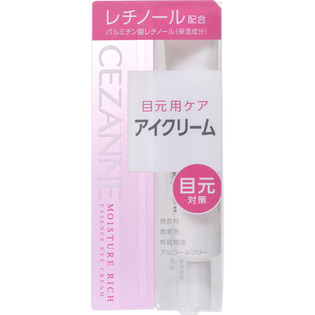 レチノール配合
パルミチン酸レチノール(保湿成分)
CEZANNE
MOISTURE RICH
ESSENCE EYE CREAM
目元用ケア
アイクリーム
目元
対策
無香料
無着色
無鉱物油
アルコールフリー